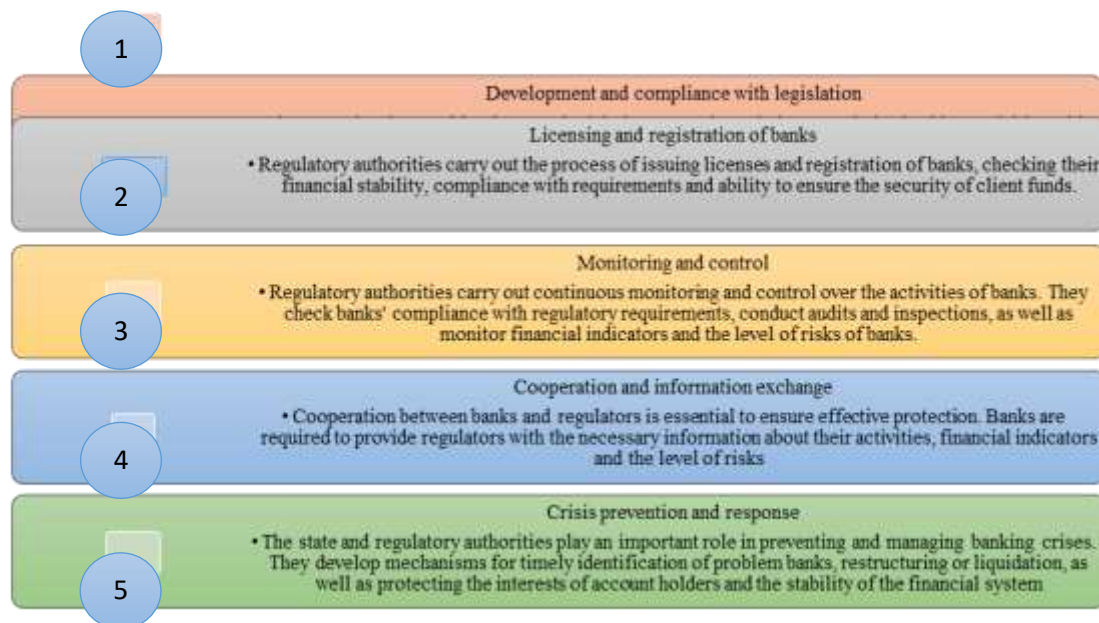 1
Development and compliance with legislation
2
Licensing and registration of banks
• Regulatory authorities carry out the process of issuing licenses and registration of banks, checking their
financial stability, compliance with requirements and ability to ensure the security of client funds.
3
Monitoring and control
• Regulatory authorities carry out continuous monitoring and control over the activities of banks. They
check banks' compliance with regulatory requirements, conduct audits and inspections, as well as
monitor financial indicators and the level of risks of banks.
4
Cooperation and information exchange
• Cooperation between banks and regulators is essential to ensure effective protection. Banks are
required to provide regulators with the necessary information about their activities, financial indicators
and the level of risks
5
Crisis prevention and response
• The state and regulatory authorities play an important role in preventing and managing banking crises.
They develop mechanisms for timely identification of problem banks, restructuring or liquidation, as
well as protecting the interests of account holders and the stability of the financial system